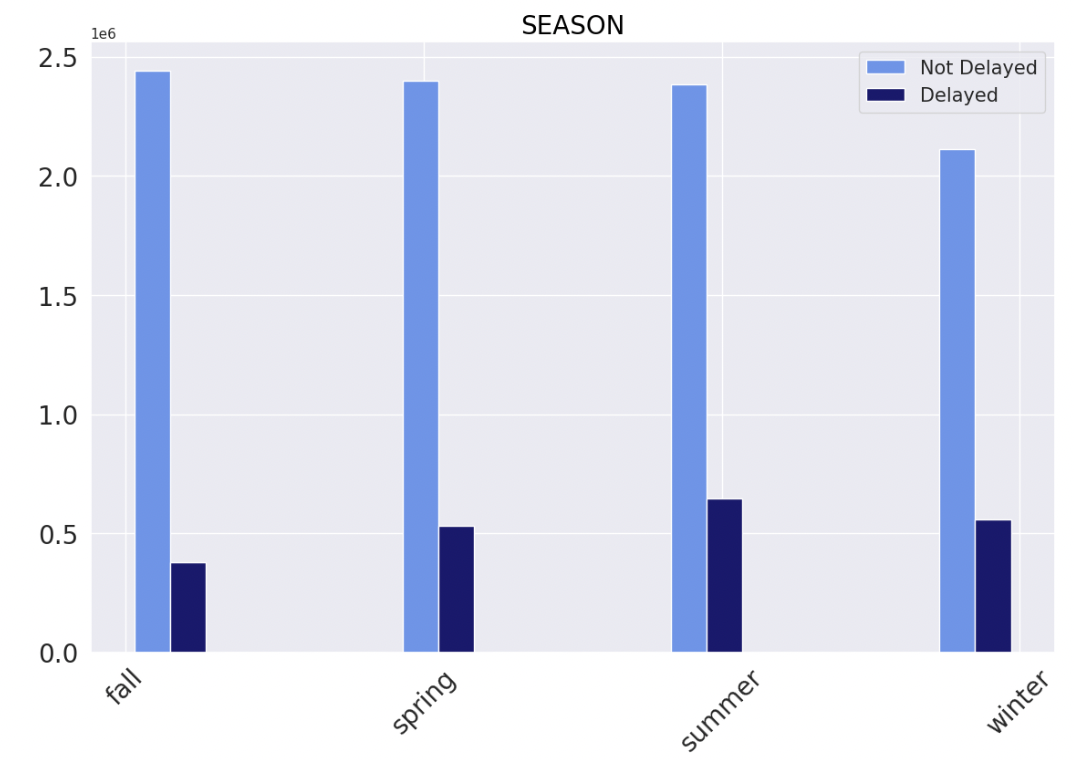 SEASON
1e6
2.5
2.0
1.5
1.0
0.5
0.0
Not Delayed
Delayed
fall
spring
summer
winter